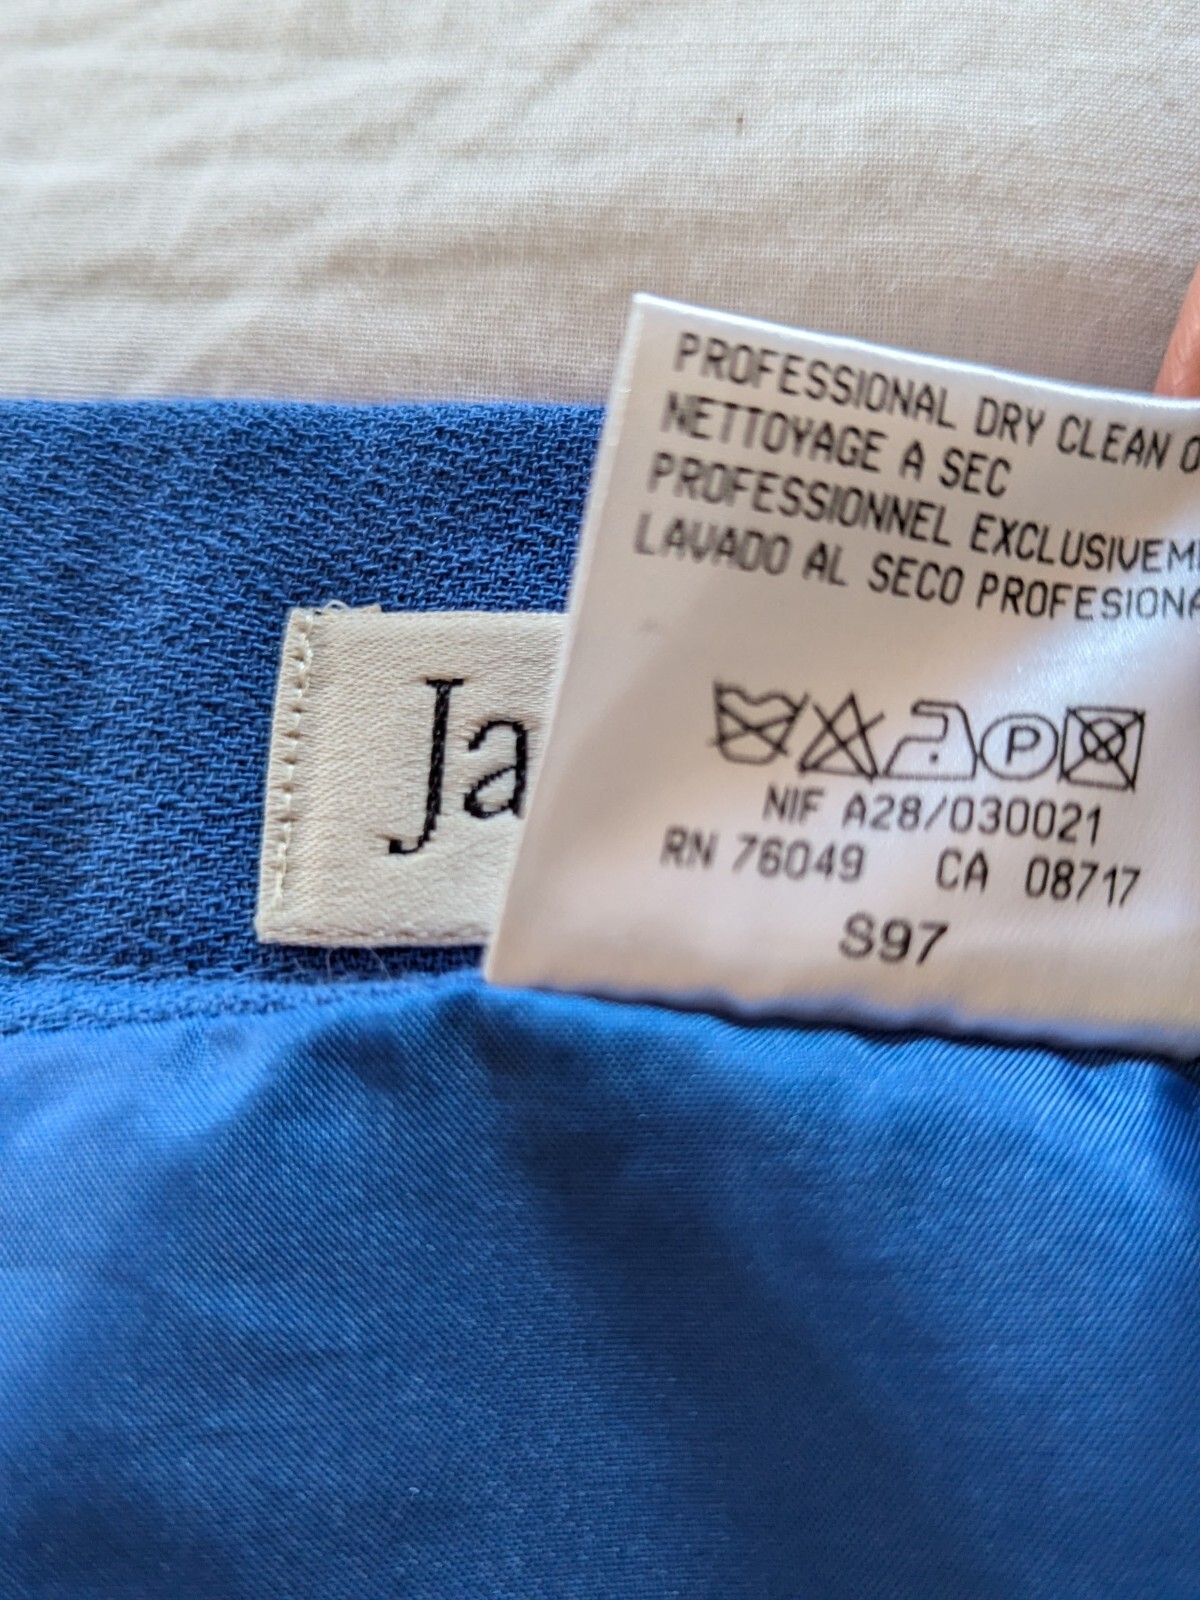 PROFESSIONAL DRY CLEAN O
NETTOYAGE A SEC
PROFESSIONNEL EXCLUSIVEM
LAVADO AL SECO PROFESIONA
Ja
P
NIF A28/030021
RN 76049 CA 08717
S97